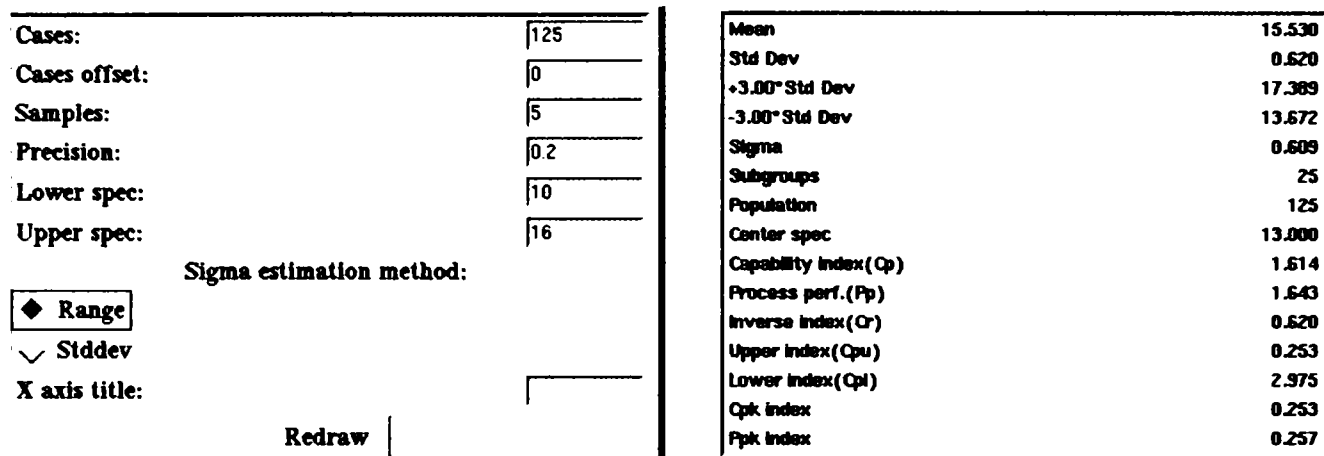 Cases: 125
Cases offset: 0
Samples: 5
Precision: 0.2
Lower spec: 10
Upper spec: 16
Sigma estimation method:
Range
Stddev
X axis title:
Redraw
Mean 15.530
Std Dev 0.620
+3.00*Std Dev 17.389
-3.00*Std Dev 13.672
Sigma 0.609
Subgroups 25
Population 125
Center spec 13.000
Capability index(Cp) 1.614
Process perf.(Pp) 1.643
Inverse index(Cr) 0.620
Upper index(Cpu) 0.253
Lower index(Cpl) 2.975
Cpk index 0.253
Ppk index 0.257